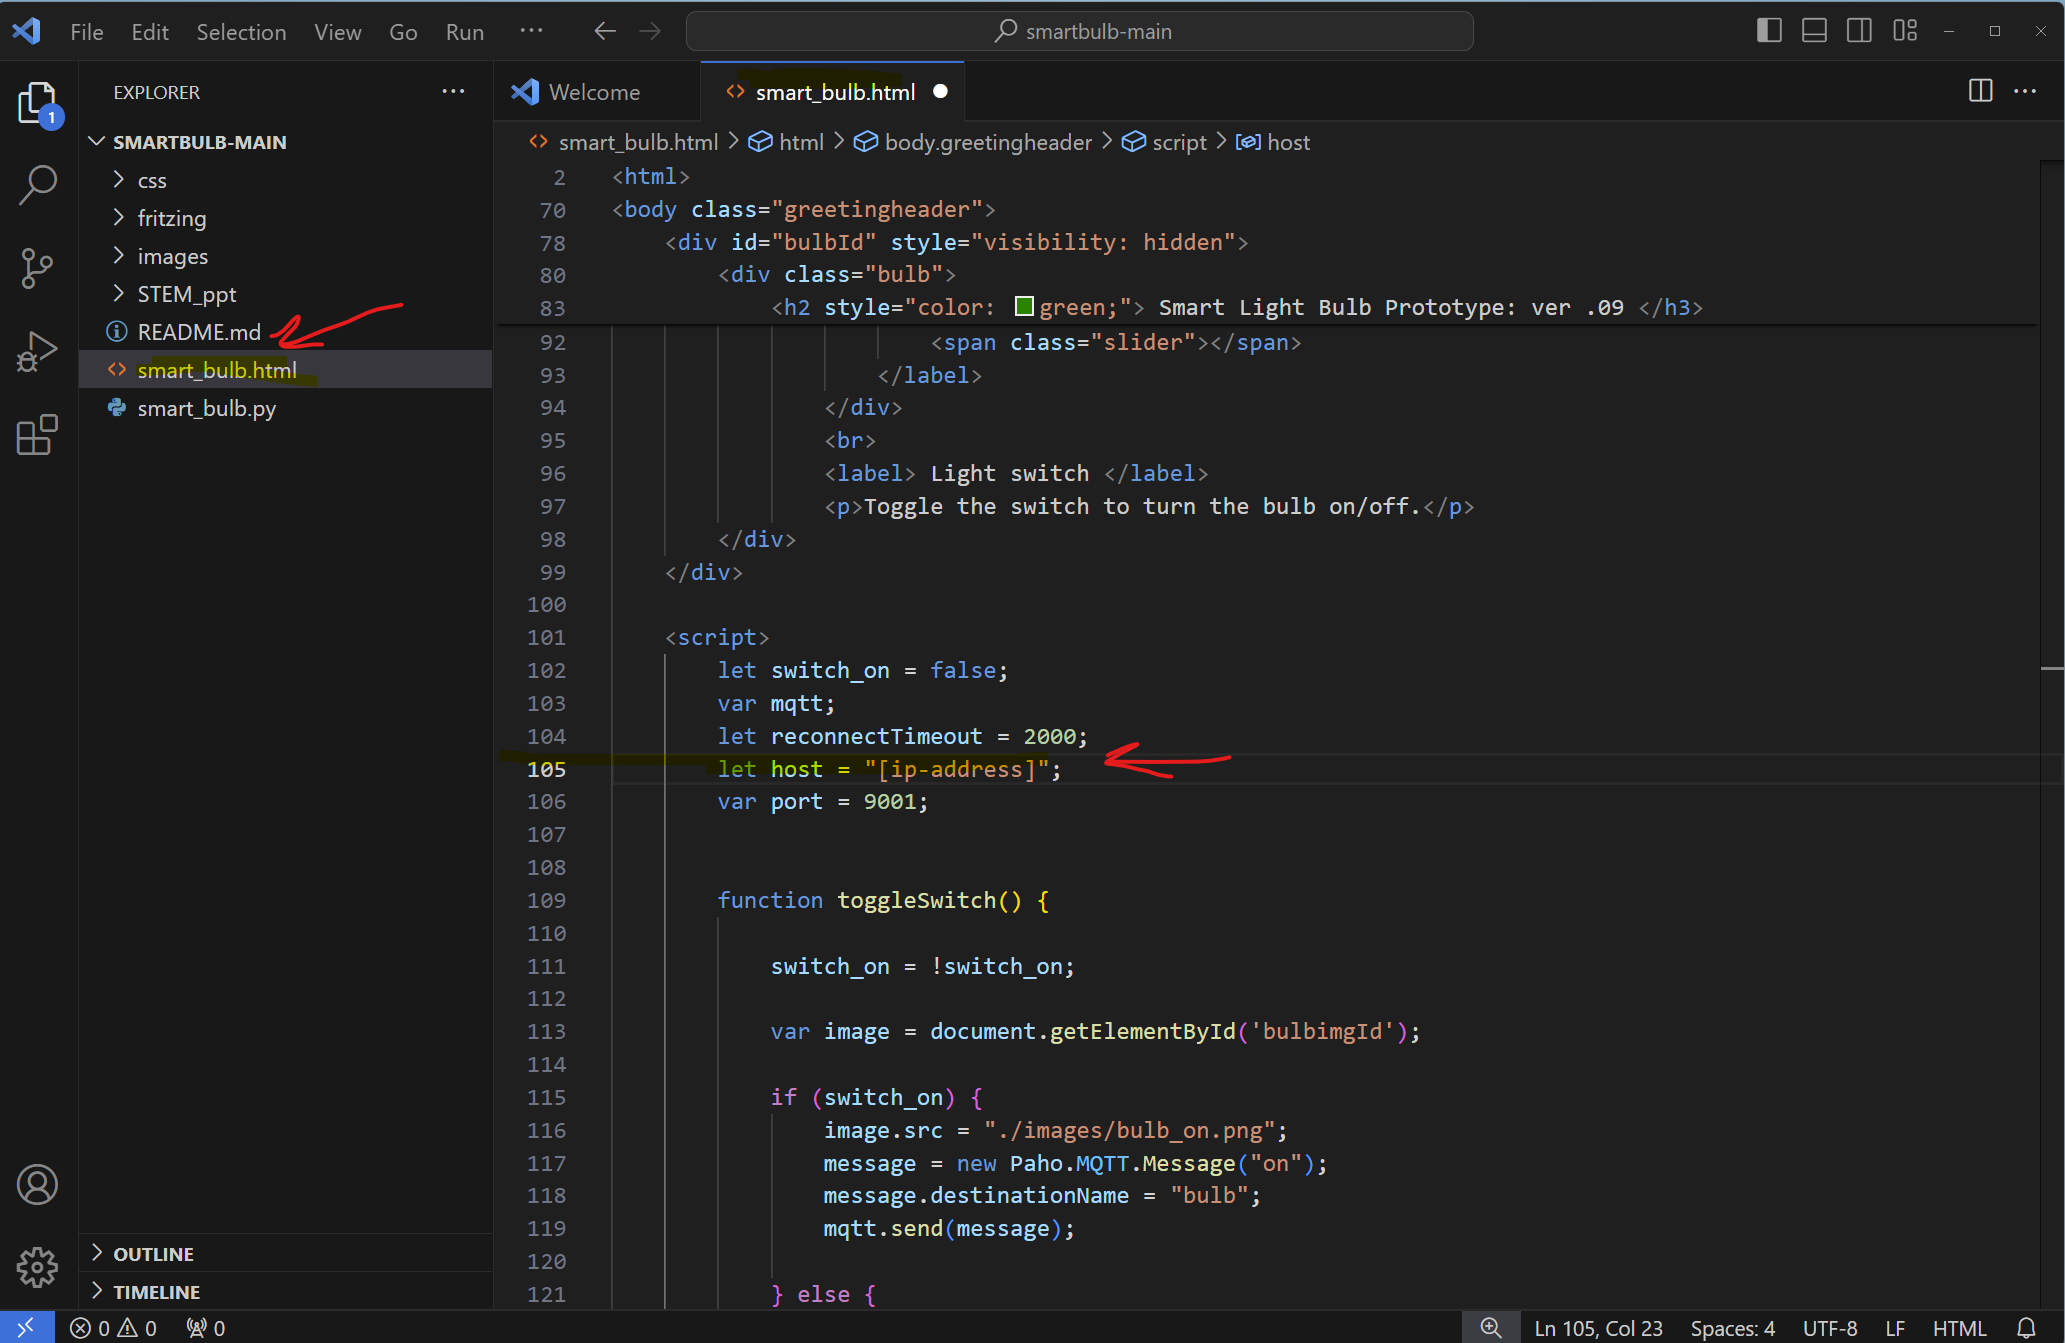 File Edit Selection View Go Run ··· smartbulb-main
EXPLORER ···
1
SMARTBULB-MAIN
css
fritzing
images
STEM_ppt
README.md
smart_bulb.html
smart_bulb.py
OUTLINE
TIMELINE
Welcome smart_bulb.html ···
smart_bulb.html > html > body.greetingheader > script > host
2 <html>
70 <body class="greetingheader">
78 <div id="bulbId" style="visibility: hidden">
80 <div class="bulb">
83 <h2 style="color: green;"> Smart Light Bulb Prototype: ver .09 </h3>
92 <span class="slider"></span>
93 </label>
94 </div>
95 <br>
96 <label> Light switch </label>
97 <p>Toggle the switch to turn the bulb on/off.</p>
98 </div>
99 </div>
100
101 <script>
102 let switch_on = false;
103 var mqtt;
104 let reconnectTimeout = 2000;
105 let host = "[ip-address]";
106 var port = 9001;
107
108
109 function toggleSwitch() {
110
111 switch_on = !switch_on;
112
113 var image = document.getElementById('bulbimgId');
114
115 if (switch_on) {
116 image.src = "./images/bulb_on.png";
117 message = new Paho.MQTT.Message("on");
118 message.destinationName = "bulb";
119 mqtt.send(message);
120
121 } else {
0 0 0 Ln 105, Col 23 Spaces: 4 UTF-8 LF HTML